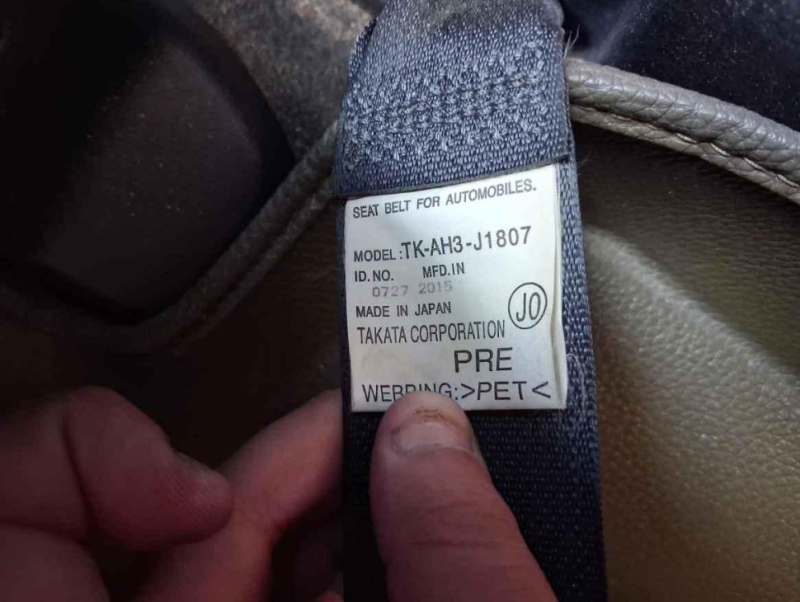 SEAT BELT FOR AUTOMOBILES.
MODEL:TK-AH3-J1807
ID.NO. MFD.IN
0727 2015
MADE IN JAPAN
JO
TAKATA CORPORATION
PRE
WEBBING:>PET<